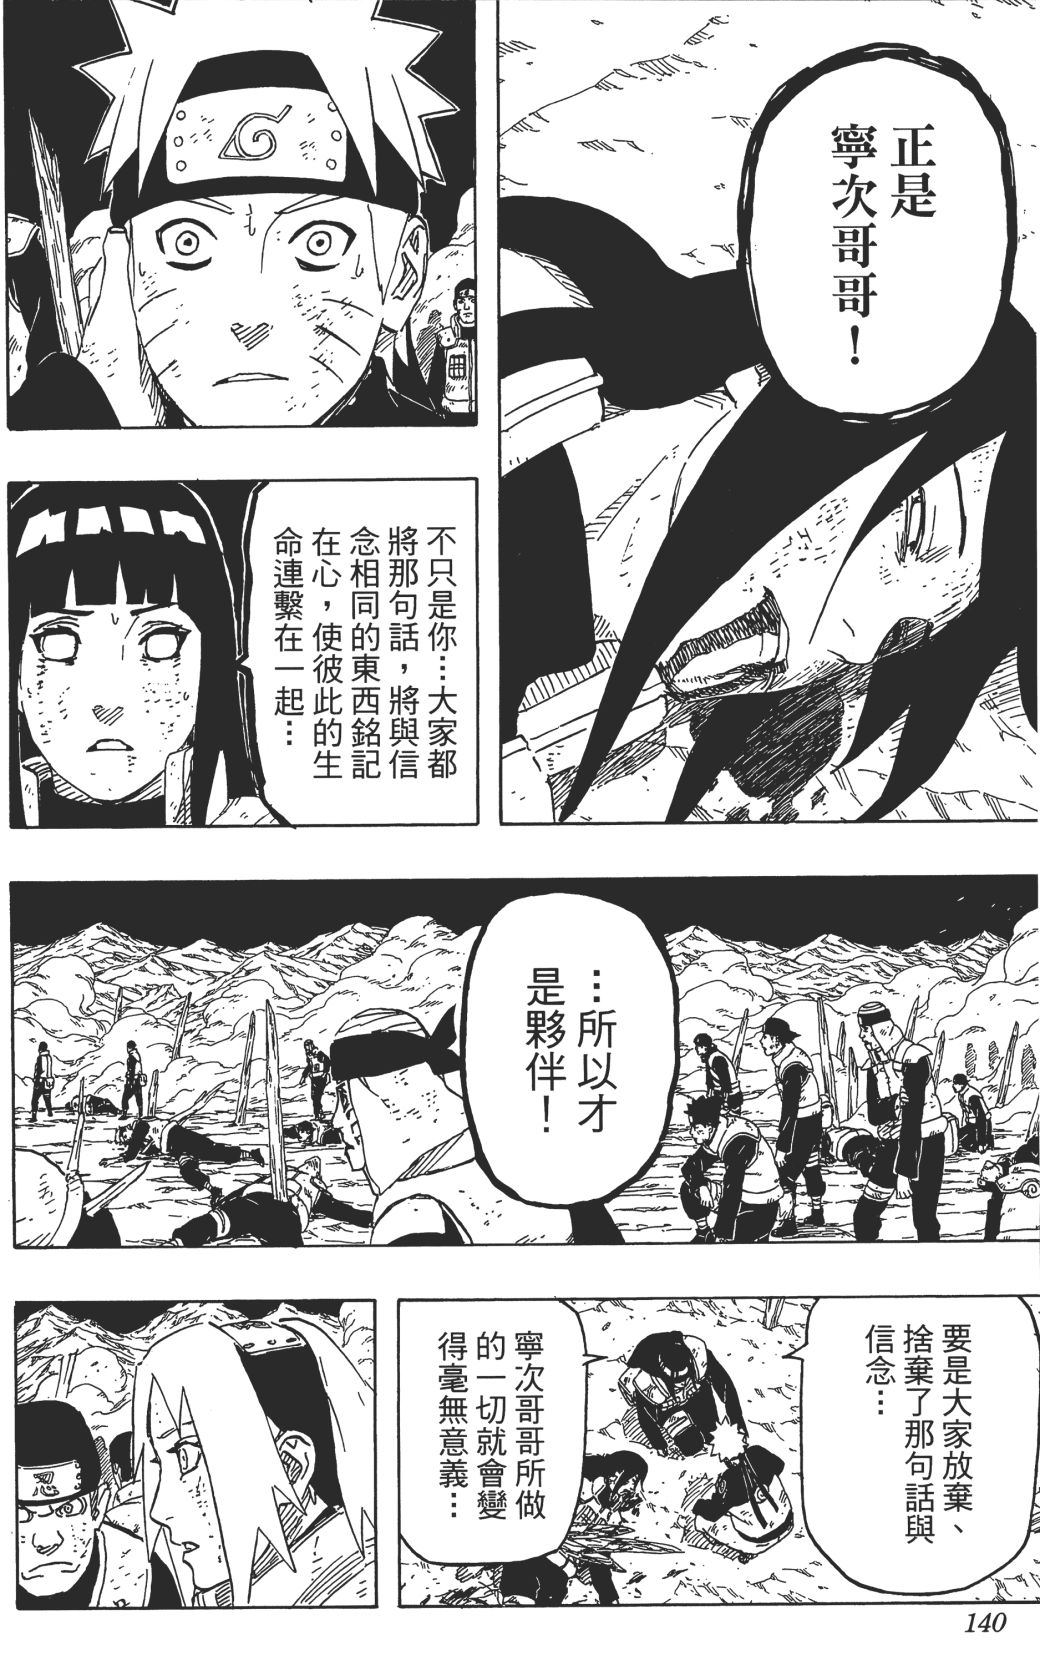 正是
寧次哥哥！
不只是你…大家都
將那句話，將與信
念相同的東西銘記
在心，使彼此的生
命連繫在一起…
…所以才
是夥伴！
要是大家放棄、
捨棄了那句話與
信念…
寧次哥哥所做
的一切就會變
得毫無意義…
忍
140